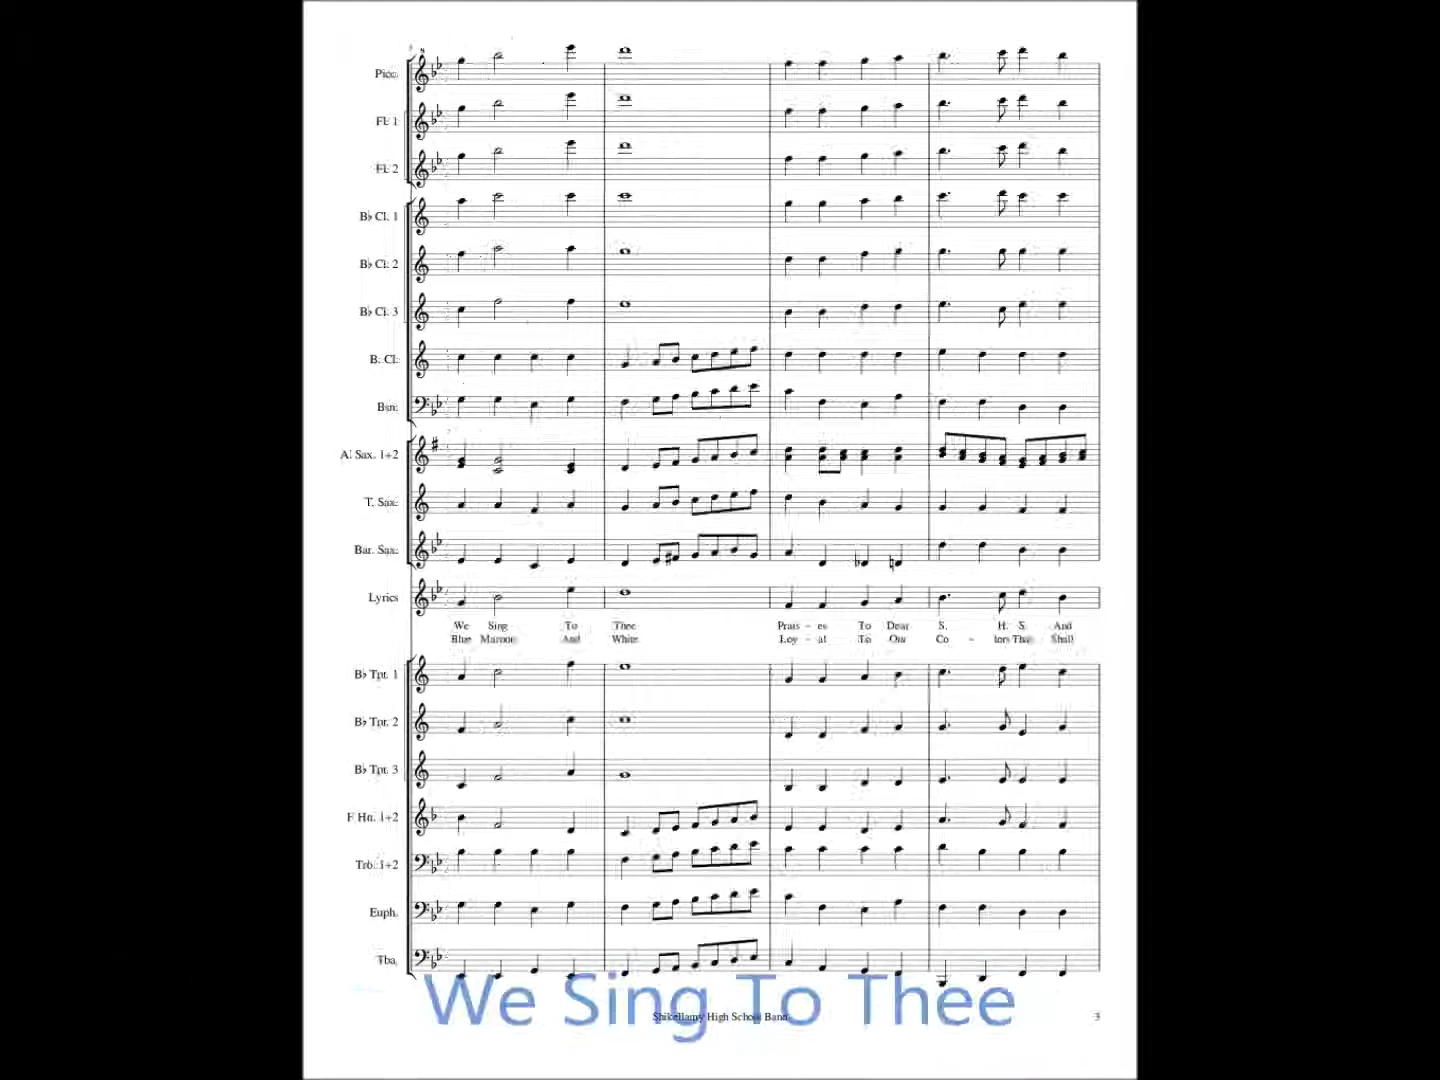 Picc.
Fl. 1
Fl. 2
B♭ Cl. 1
B♭ Cl. 2
B♭ Cl. 3
B. Cl.
Bsn.
A. Sax. 1+2
T. Sax.
Bar. Sax.
Lyrics
We Sing To Thee Prais - es To Dear S. H. S. And
Blue Maroon And White Loy - al To Our Co - lors That Shall
B♭ Tpt. 1
B♭ Tpt. 2
B♭ Tpt. 3
F Hn. 1+2
Trb. 1+2
Euph.
Tba.
We Sing To Thee
Shikellamy High School Band
3